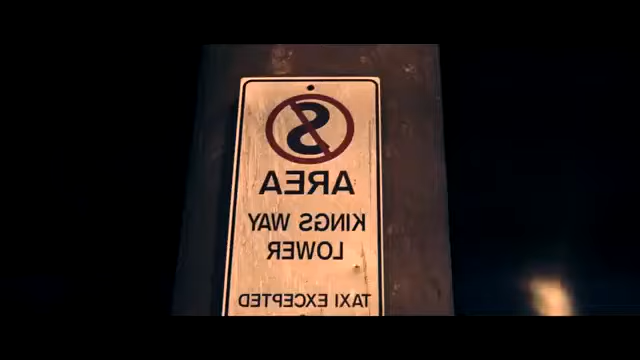 S
AREA
KINGS WAY
LOWER
TAXI EXCEPTED